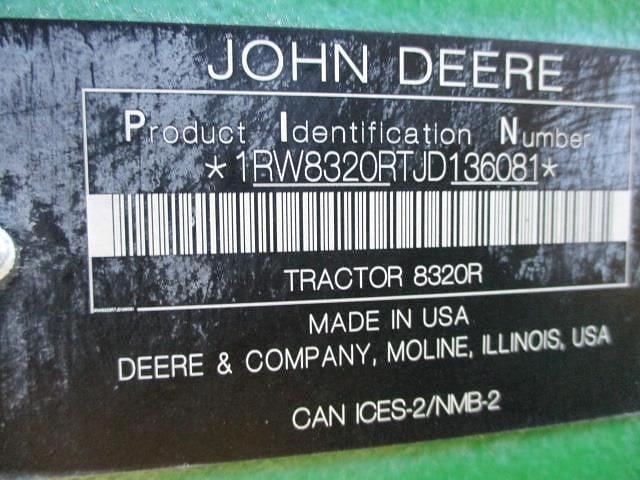 JOHN DEERE
Product Identification Number
*1RW8320RTJD136081*
TRACTOR 8320R
1RW8320RTJD136081
MADE IN USA
DEERE & COMPANY, MOLINE, ILLINOIS, USA
CAN ICES-2/NMB-2